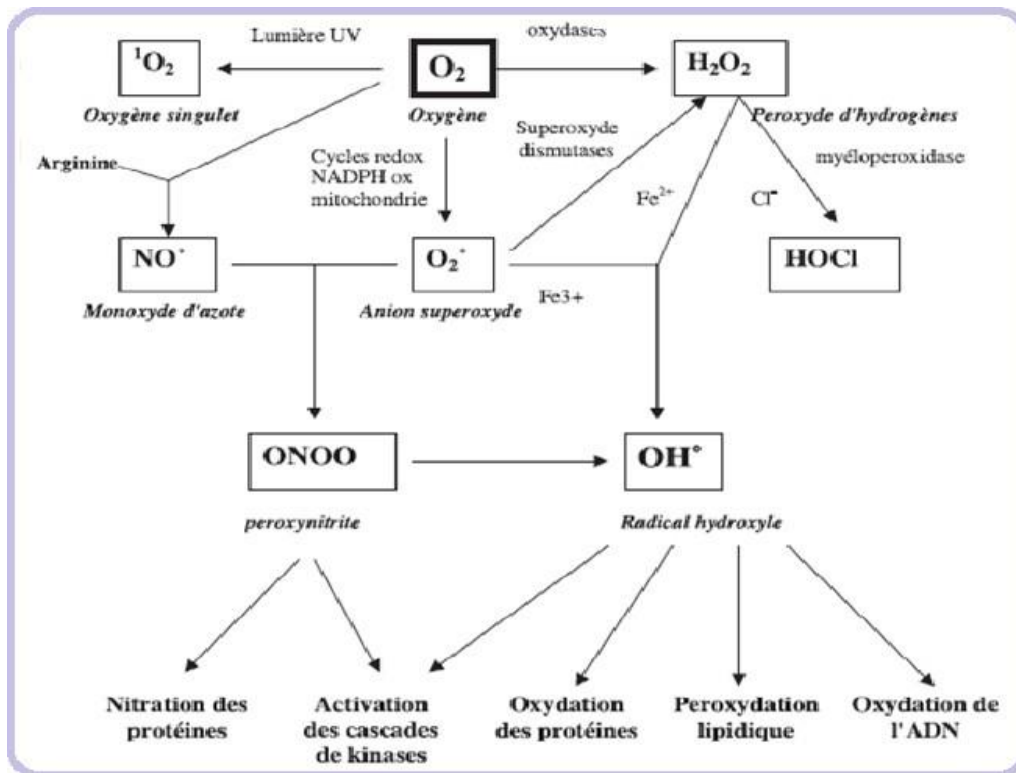 Lumière UV
oxydases
¹O₂
O₂
H₂O₂
Oxygène singulet
Oxygène
Peroxyde d'hydrogènes
Arginine
Cycles redox
NADPH ox
mitochondrie
Superoxyde
dismutases
myéloperoxidase
Fe²⁺
Cl⁻
NO°
O₂°
HOCl
Monoxyde d'azote
Anion superoxyde
Fe3+
ONOO
OH°
peroxynitrite
Radical hydroxyle
Nitration des
protéines
Activation
des cascades
de kinases
Oxydation
des protéines
Peroxydation
lipidique
Oxydation de
l'ADN